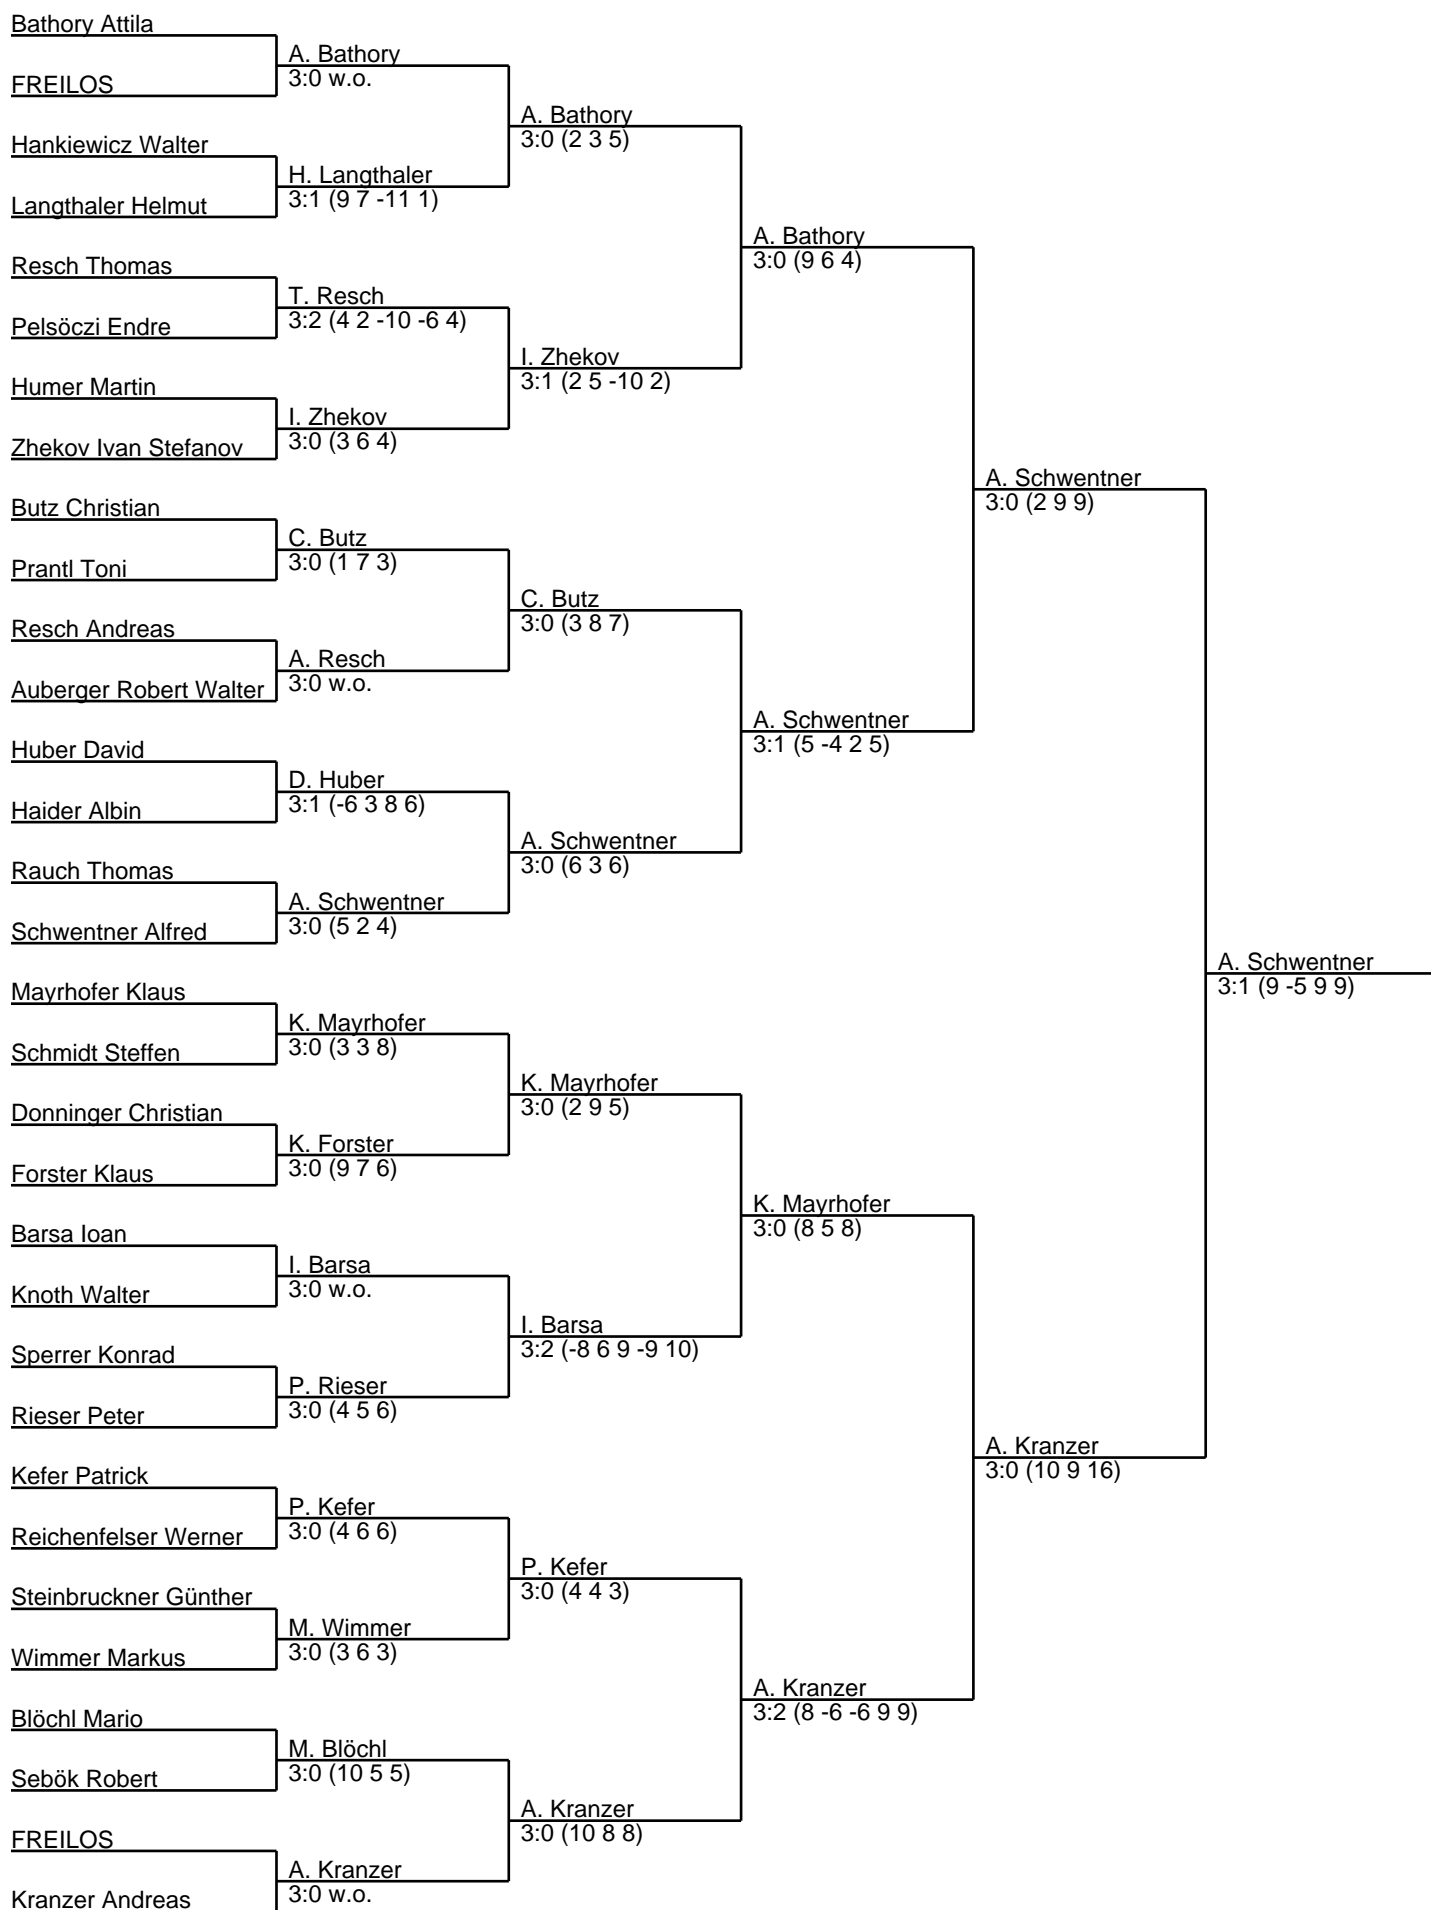 Bathory Attila
A. Bathory
3:0 w.o.
FREILOS
A. Bathory
3:0 (2 3 5)
Hankiewicz Walter
H. Langthaler
3:1 (9 7 -11 1)
Langthaler Helmut
A. Bathory
3:0 (9 6 4)
Resch Thomas
T. Resch
3:2 (4 2 -10 -6 4)
Pelsöczi Endre
I. Zhekov
3:1 (2 5 -10 2)
Humer Martin
I. Zhekov
3:0 (3 6 4)
Zhekov Ivan Stefanov
A. Schwentner
3:0 (2 9 9)
Butz Christian
C. Butz
3:0 (1 7 3)
Prantl Toni
C. Butz
3:0 (3 8 7)
Resch Andreas
A. Resch
3:0 w.o.
Auberger Robert Walter
A. Schwentner
3:1 (5 -4 2 5)
Huber David
D. Huber
3:1 (-6 3 8 6)
Haider Albin
A. Schwentner
3:0 (6 3 6)
Rauch Thomas
A. Schwentner
3:0 (5 2 4)
Schwentner Alfred
A. Schwentner
3:1 (9 -5 9 9)
Mayrhofer Klaus
K. Mayrhofer
3:0 (3 3 8)
Schmidt Steffen
K. Mayrhofer
3:0 (2 9 5)
Donninger Christian
K. Forster
3:0 (9 7 6)
Forster Klaus
K. Mayrhofer
3:0 (8 5 8)
Barsa Ioan
I. Barsa
3:0 w.o.
Knoth Walter
I. Barsa
3:2 (-8 6 9 -9 10)
Sperrer Konrad
P. Rieser
3:0 (4 5 6)
Rieser Peter
A. Kranzer
3:0 (10 9 16)
Kefer Patrick
P. Kefer
3:0 (4 6 6)
Reichenfelser Werner
P. Kefer
3:0 (4 4 3)
Steinbruckner Günther
M. Wimmer
3:0 (3 6 3)
Wimmer Markus
A. Kranzer
3:2 (8 -6 -6 9 9)
Blöchl Mario
M. Blöchl
3:0 (10 5 5)
Sebök Robert
A. Kranzer
3:0 (10 8 8)
FREILOS
A. Kranzer
3:0 w.o.
Kranzer Andreas